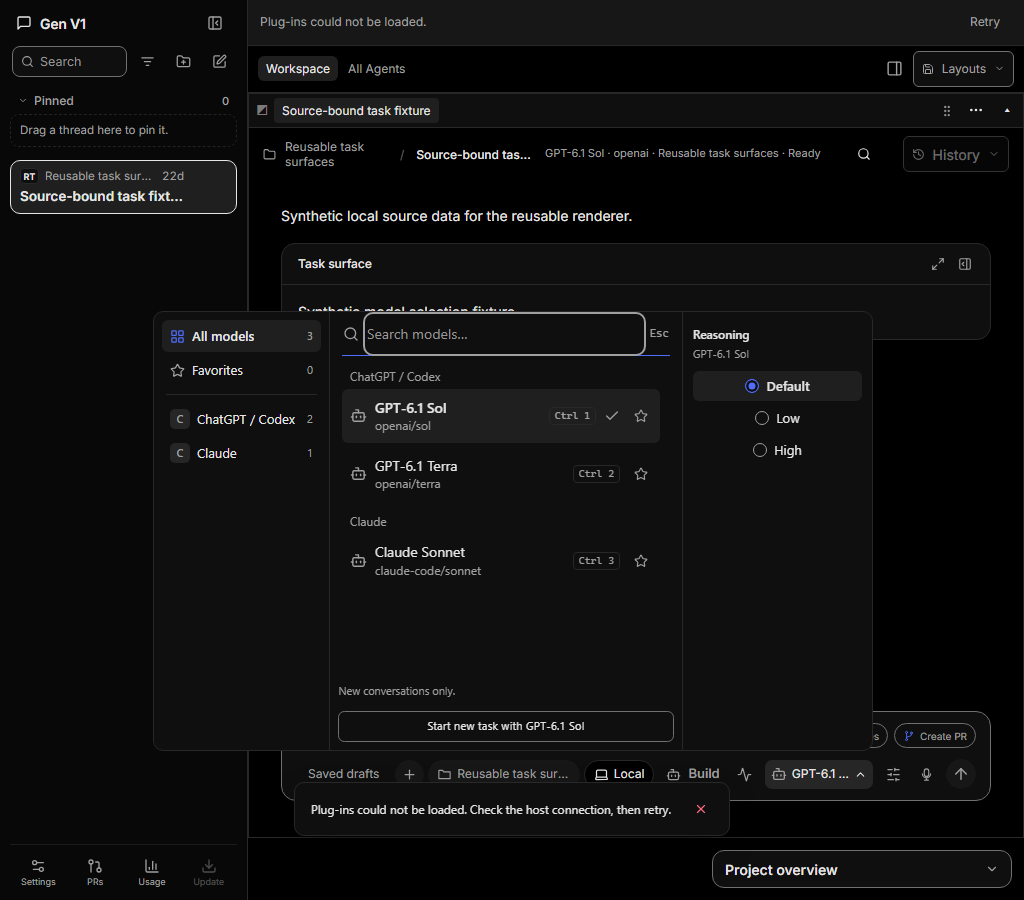 Gen V1
Search
Pinned
0
Drag a thread here to pin it.
RT
Reusable task sur...
22d
Source-bound task fixt...
Settings
PRs
Usage
Update
Plug-ins could not be loaded.
Retry
Workspace
All Agents
Layouts
Source-bound task fixture
Reusable task
surfaces
/
Source-bound tas...
GPT-6.1 Sol · openai · Reusable task surfaces · Ready
History
Synthetic local source data for the reusable renderer.
Task surface
Synthetic model selection fixture
All models
3
Favorites
0
C
ChatGPT / Codex
2
C
Claude
1
Search models...
Esc
ChatGPT / Codex
GPT-6.1 Sol
openai/sol
Ctrl 1
GPT-6.1 Terra
openai/terra
Ctrl 2
Claude
Claude Sonnet
claude-code/sonnet
Ctrl 3
New conversations only.
Start new task with GPT-6.1 Sol
Reasoning
GPT-6.1 Sol
Default
Low
High
Create PR
Saved drafts
Reusable task sur...
Local
Build
GPT-6.1 ...
Plug-ins could not be loaded. Check the host connection, then retry.
Project overview